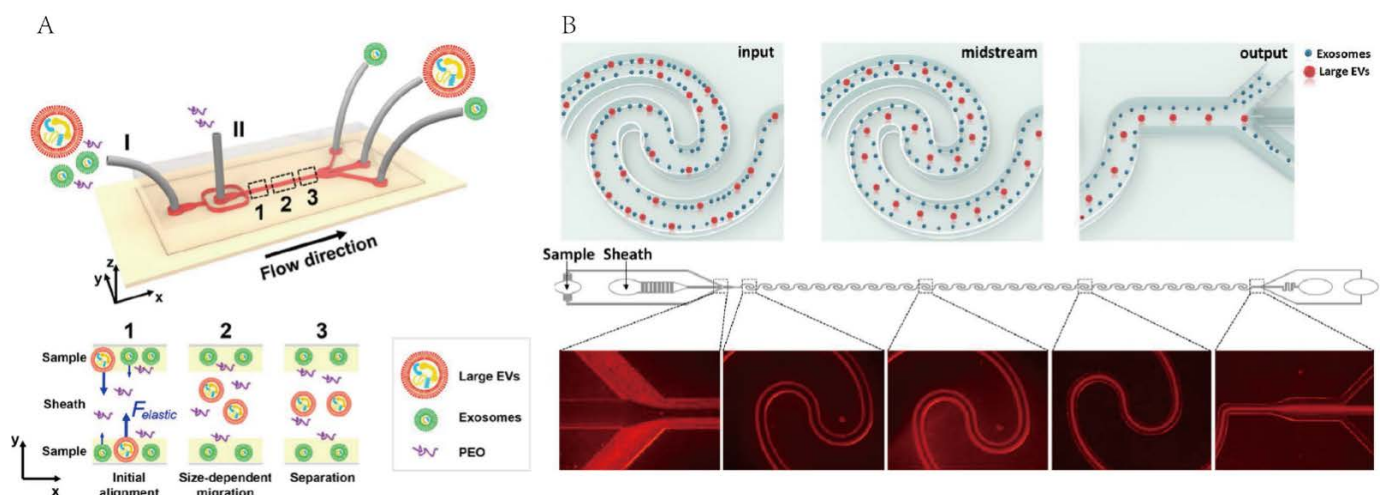 A
I
II
1
2
3
Flow direction
z
y
x
1
2
3
Sample
Sheath
Sample
F elastic
y
x
Initial
alignment
Size-dependent
migration
Separation
Large EVs
Exosomes
PEO
B
input
midstream
output
Exosomes
Large EVs
Sample
Sheath